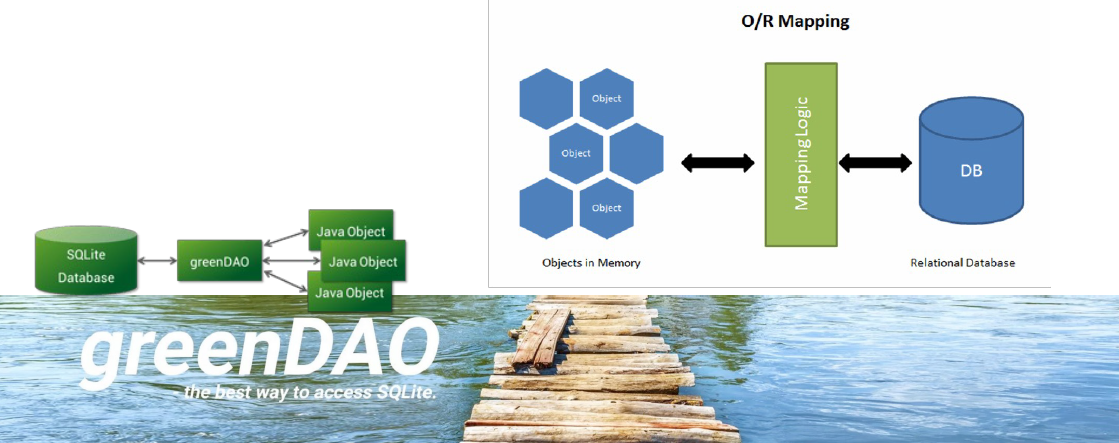 O/R Mapping
Object
Object
Object
Mapping Logic
DB
Objects in Memory
Relational Database
SQLite
Database
greenDAO
Java Object
Java Object
Java Object
greenDAO
the best way to access SQLite.